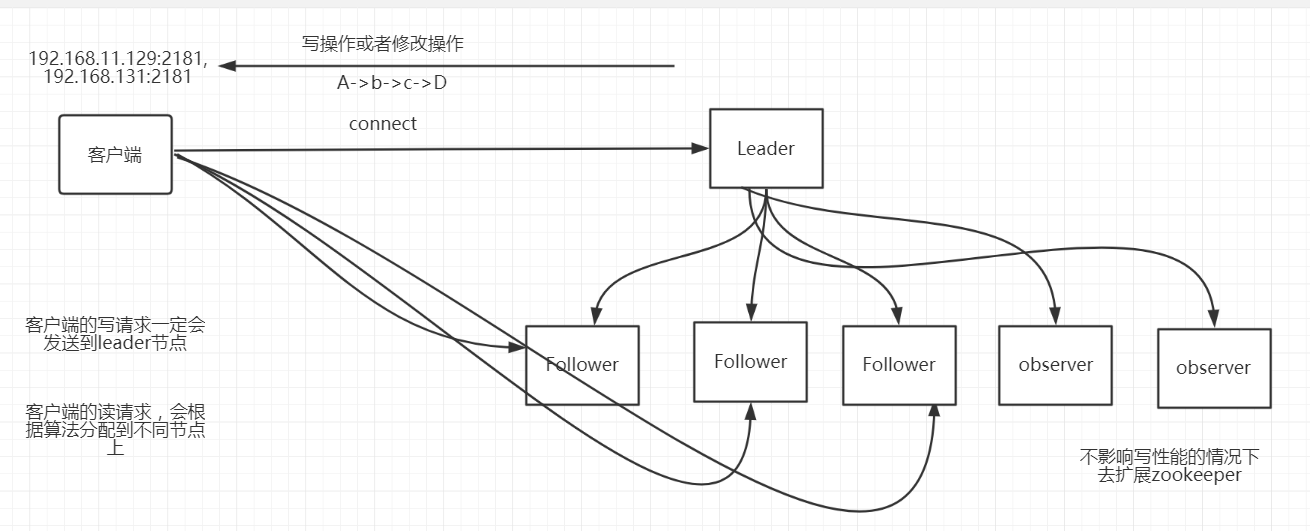 192.168.11.129:2181,
192.168.131:2181
写操作或者修改操作
A->b->c->D
connect
客户端
Leader
客户端的写请求一定会
发送到leader节点
Follower
Follower
Follower
observer
observer
客户端的读请求，会根
据算法分配到不同节点
上
不影响写性能的情况下
去扩展zookeeper